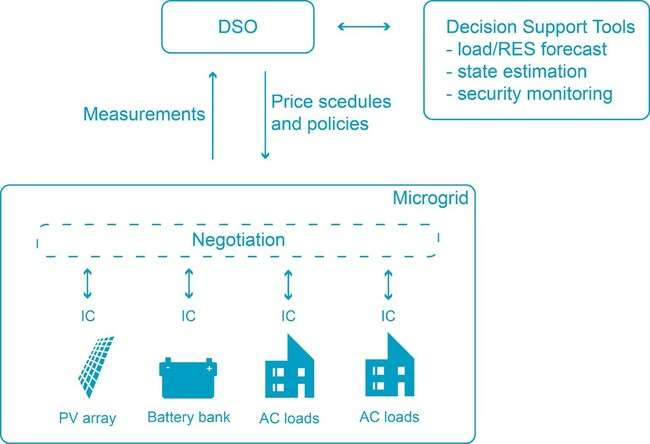 DSO
Decision Support Tools
- load/RES forecast
- state estimation
- security monitoring
Measurements
Price scedules
and policies
Microgrid
Negotiation
IC
IC
IC
IC
- +
PV array
Battery bank
AC loads
AC loads